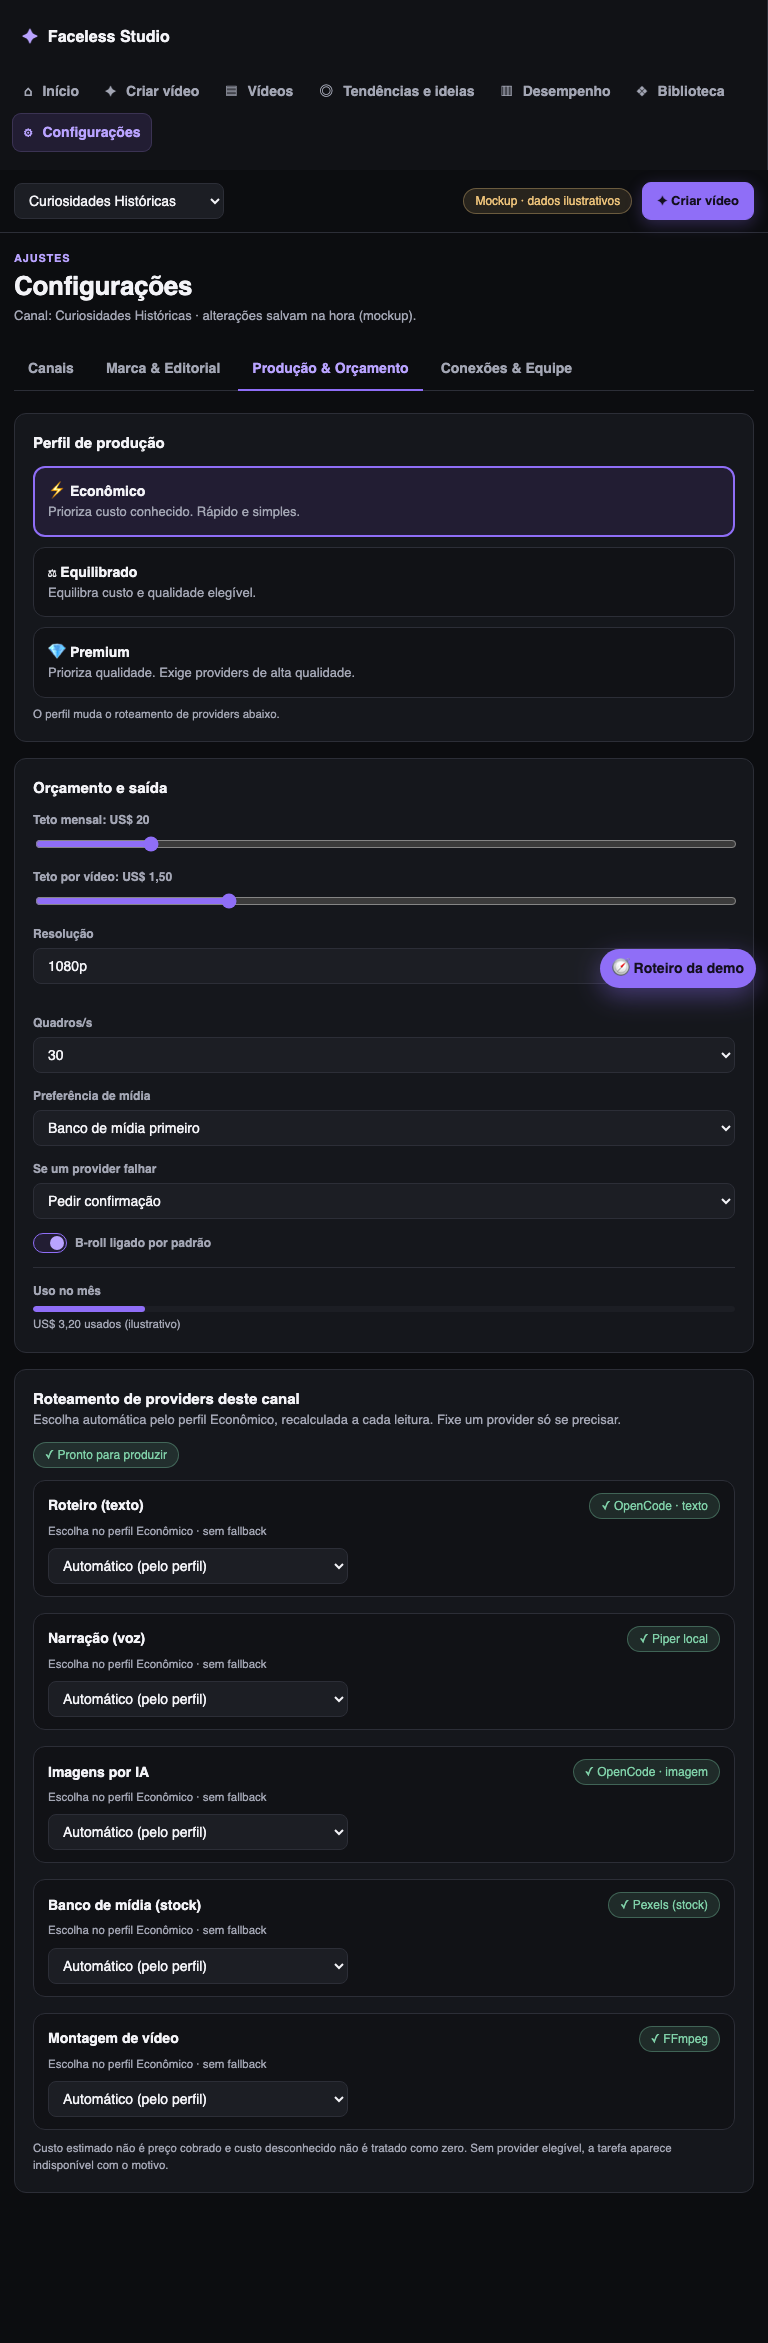 Faceless Studio
Início
Criar vídeo
Vídeos
Tendências e ideias
Desempenho
Biblioteca
Configurações
Curiosidades Históricas
Mockup · dados ilustrativos
✦ Criar vídeo
AJUSTES
Configurações
Canal: Curiosidades Históricas · alterações salvam na hora (mockup).
Canais
Marca & Editorial
Produção & Orçamento
Conexões & Equipe
Perfil de produção
⚡ Econômico
Prioriza custo conhecido. Rápido e simples.
⚖ Equilibrado
Equilibra custo e qualidade elegível.
💎 Premium
Prioriza qualidade. Exige providers de alta qualidade.
O perfil muda o roteamento de providers abaixo.
Orçamento e saída
Teto mensal: US$ 20
Teto por vídeo: US$ 1,50
Resolução
1080p
🧭 Roteiro da demo
Quadros/s
30
Preferência de mídia
Banco de mídia primeiro
Se um provider falhar
Pedir confirmação
B-roll ligado por padrão
Uso no mês
US$ 3,20 usados (ilustrativo)
Roteamento de providers deste canal
Escolha automática pelo perfil Econômico, recalculada a cada leitura. Fixe um provider só se precisar.
✓ Pronto para produzir
Roteiro (texto)
✓ OpenCode · texto
Escolha no perfil Econômico · sem fallback
Automático (pelo perfil)
Narração (voz)
✓ Piper local
Escolha no perfil Econômico · sem fallback
Automático (pelo perfil)
Imagens por IA
✓ OpenCode · imagem
Escolha no perfil Econômico · sem fallback
Automático (pelo perfil)
Banco de mídia (stock)
✓ Pexels (stock)
Escolha no perfil Econômico · sem fallback
Automático (pelo perfil)
Montagem de vídeo
✓ FFmpeg
Escolha no perfil Econômico · sem fallback
Automático (pelo perfil)
Custo estimado não é preço cobrado e custo desconhecido não é tratado como zero. Sem provider elegível, a tarefa aparece
indisponível com o motivo.